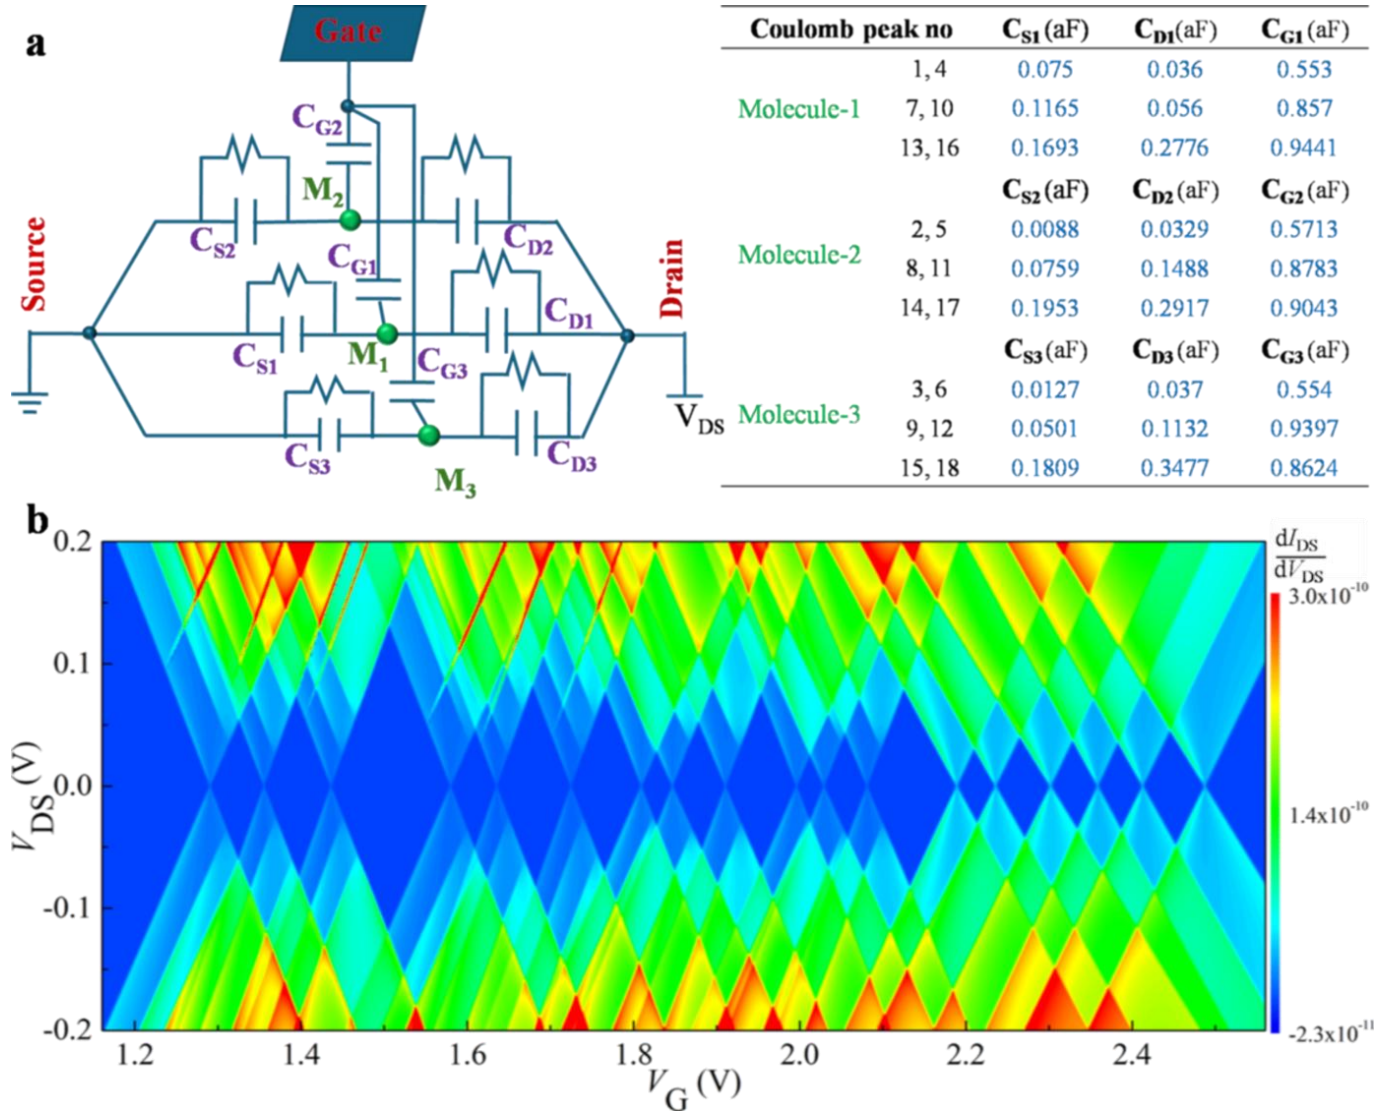 a
Gate
C_G2
M_2
C_S2
C_D2
C_G1
C_D1
C_S1
M_1
C_G3
C_S3
C_D3
M_3
Source
Drain
V_DS
Coulomb peak no C_S1 (aF) C_D1(aF) C_G1 (aF)
1, 4 0.075 0.036 0.553
Molecule-1 7, 10 0.1165 0.056 0.857
13, 16 0.1693 0.2776 0.9441
C_S2 (aF) C_D2 (aF) C_G2 (aF)
2, 5 0.0088 0.0329 0.5713
Molecule-2 8, 11 0.0759 0.1488 0.8783
14, 17 0.1953 0.2917 0.9043
C_S3 (aF) C_D3 (aF) C_G3 (aF)
3, 6 0.0127 0.037 0.554
Molecule-3 9, 12 0.0501 0.1132 0.9397
15, 18 0.1809 0.3477 0.8624
b
0.2
0.1
0.0
-0.1
-0.2
V_DS (V)
1.2 1.4 1.6 1.8 2.0 2.2 2.4
V_G (V)
dI_DS
dV_DS
3.0x10^-10
1.4x10^-10
-2.3x10^-11